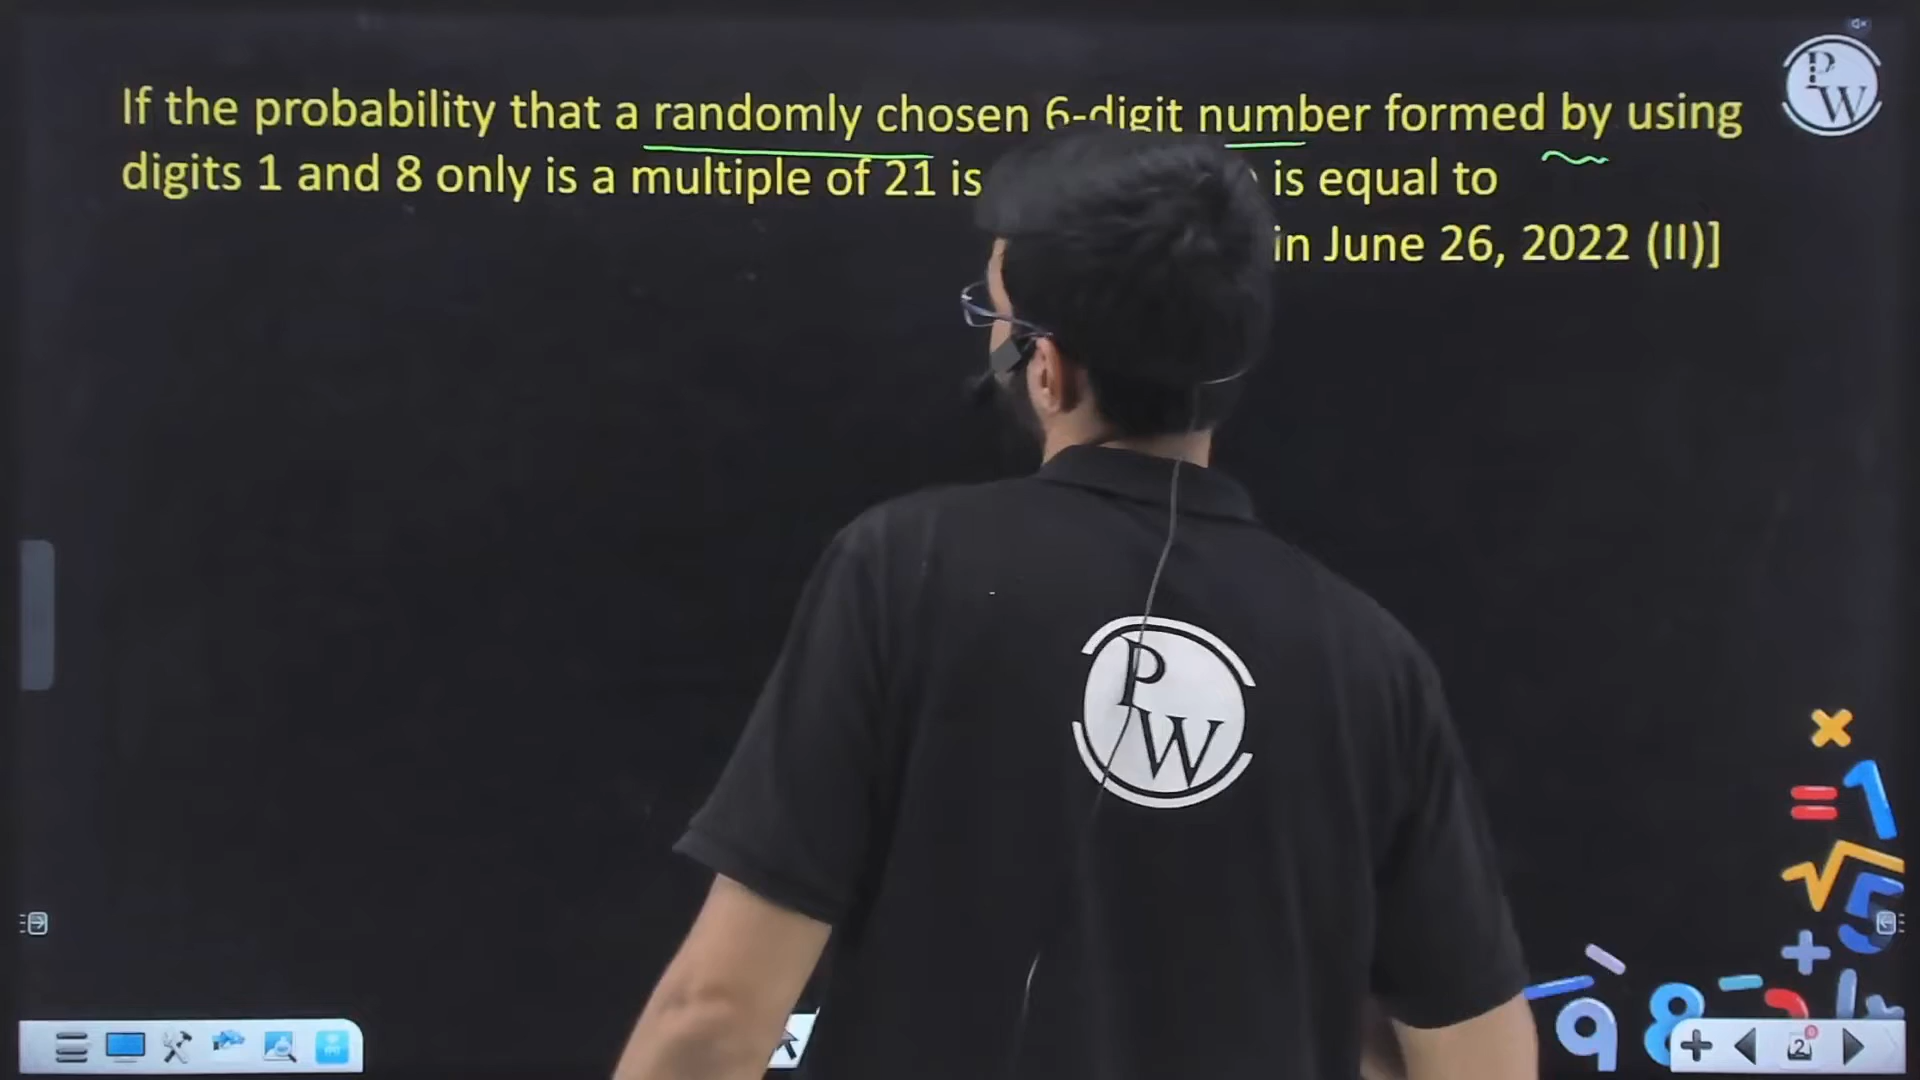 If the probability that a randomly chosen 6-digit number formed by using
digits 1 and 8 only is a multiple of 21 is is equal to
in June 26, 2022 (II)]
P
W
P
W
2